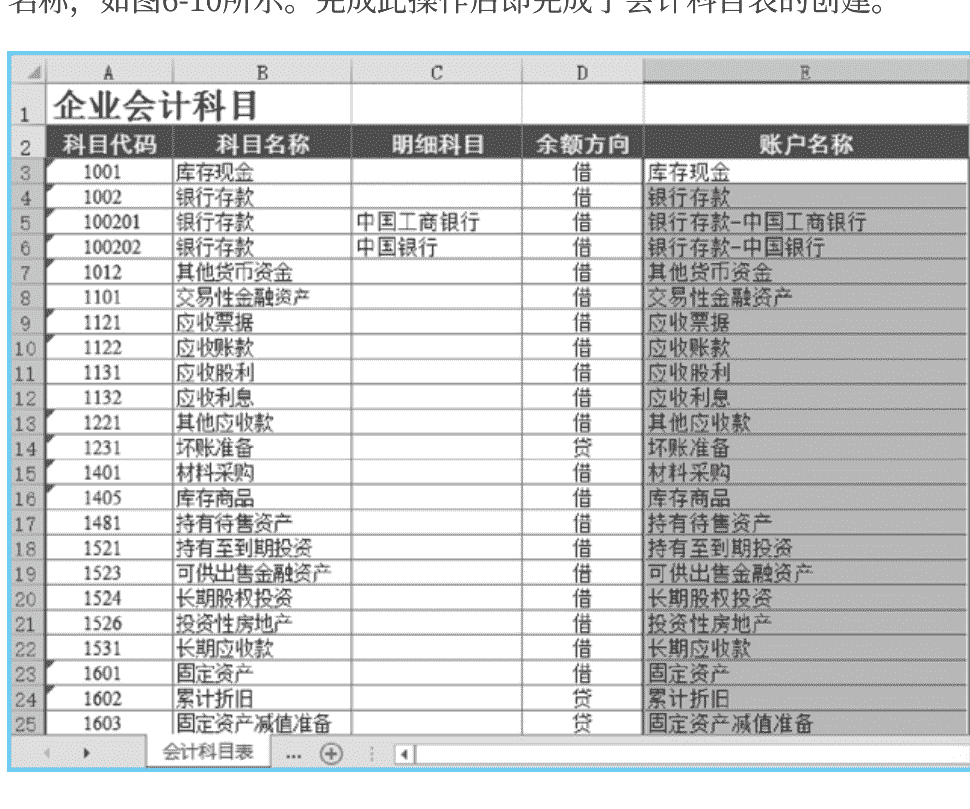 名称，如图6-10所示。完成此操作后即完成了会计科目表的创建。
A B C D E
1 企业会计科目
2 科目代码 科目名称 明细科目 余额方向 账户名称
3 1001 库存现金 借 库存现金
4 1002 银行存款 借 银行存款
5 100201 银行存款 中国工商银行 借 银行存款-中国工商银行
6 100202 银行存款 中国银行 借 银行存款-中国银行
7 1012 其他货币资金 借 其他货币资金
8 1101 交易性金融资产 借 交易性金融资产
9 1121 应收票据 借 应收票据
10 1122 应收账款 借 应收账款
11 1131 应收股利 借 应收股利
12 1132 应收利息 借 应收利息
13 1221 其他应收款 借 其他应收款
14 1231 坏账准备 贷 坏账准备
15 1401 材料采购 借 材料采购
16 1405 库存商品 借 库存商品
17 1481 持有待售资产 借 持有待售资产
18 1521 持有至到期投资 借 持有至到期投资
19 1523 可供出售金融资产 借 可供出售金融资产
20 1524 长期股权投资 借 长期股权投资
21 1526 投资性房地产 借 投资性房地产
22 1531 长期应收款 借 长期应收款
23 1601 固定资产 借 固定资产
24 1602 累计折旧 贷 累计折旧
25 1603 固定资产减值准备 贷 固定资产减值准备
会计科目表 ...